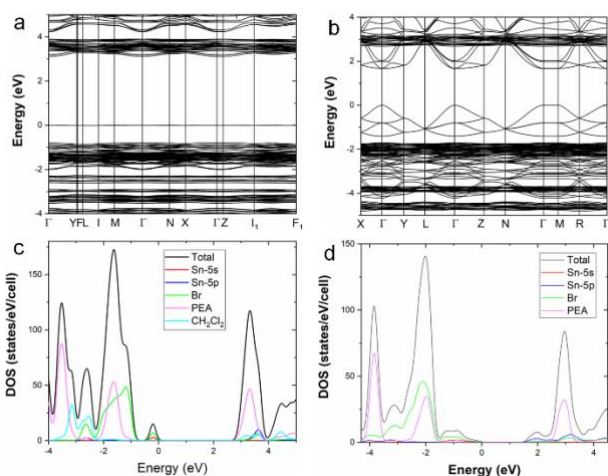 a
b
Energy (eV)
4
2
0
-2
-4
Γ Y F L I M Γ N X Γ Z I₁ F₁
Energy (eV)
4
2
0
-2
-4
X Γ Y L Γ Z N Γ M R Γ
c
d
DOS (states/eV/cell)
150
100
50
0
Total
Sn-5s
Sn-5p
Br
PEA
CH₂Cl₂
-4 -2 0 2 4
Energy (eV)
DOS (states/eV/cell)
150
100
50
0
Total
Sn-5s
Sn-5p
Br
PEA
-4 -2 0 2 4
Energy (eV)